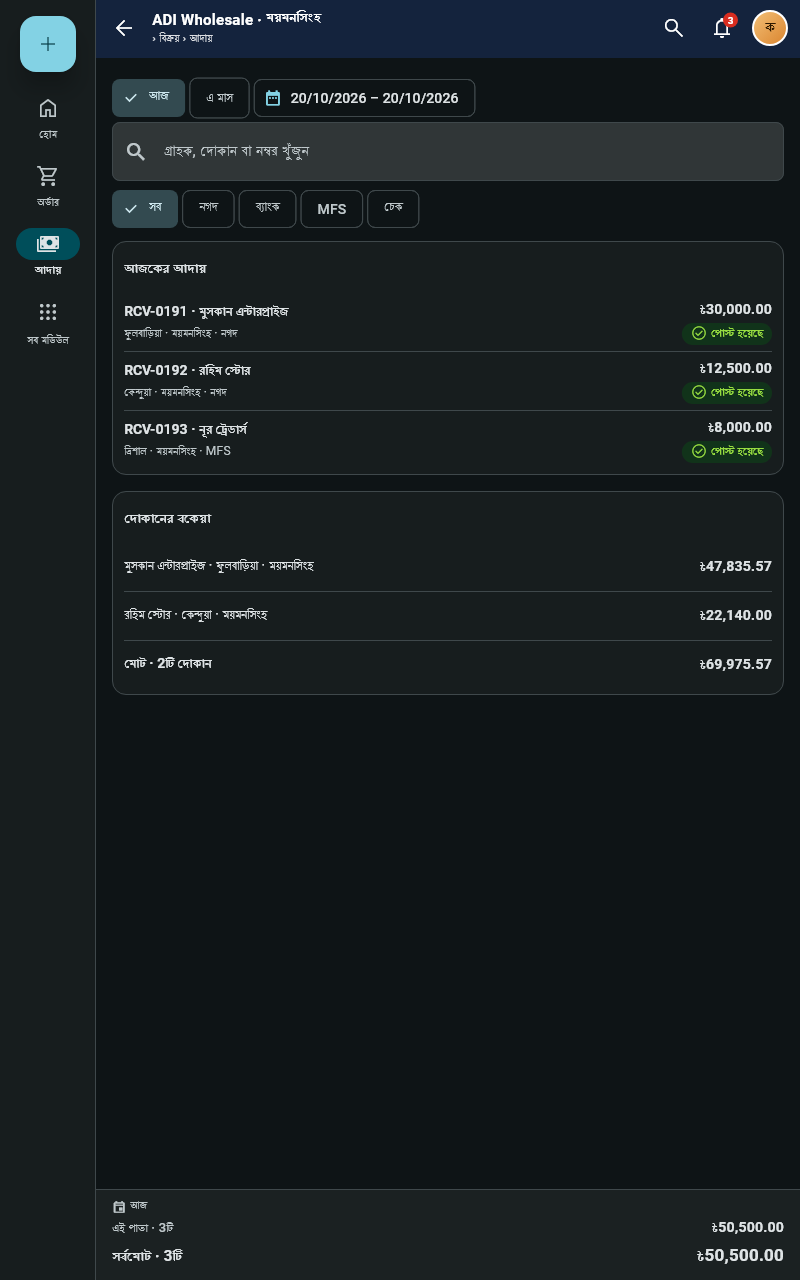 +
ADI Wholesale · ময়মনসিংহ
› বিক্রয় › আদায়
3
ক
হোম
অর্ডার
আদায়
সব মডিউল
আজ
এ মাস
20/10/2026 – 20/10/2026
গ্রাহক, দোকান বা নম্বর খুঁজুন
সব
নগদ
ব্যাংক
MFS
চেক
আজকের আদায়
RCV-0191 · মুসকান এন্টারপ্রাইজ ৳30,000.00
ফুলবাড়িয়া · ময়মনসিংহ · নগদ পোস্ট হয়েছে
RCV-0192 · রহিম স্টোর ৳12,500.00
কেন্দুয়া · ময়মনসিংহ · নগদ পোস্ট হয়েছে
RCV-0193 · নূর ট্রেডার্স ৳8,000.00
ত্রিশাল · ময়মনসিংহ · MFS পোস্ট হয়েছে
দোকানের বকেয়া
মুসকান এন্টারপ্রাইজ · ফুলবাড়িয়া · ময়মনসিংহ ৳47,835.57
রহিম স্টোর · কেন্দুয়া · ময়মনসিংহ ৳22,140.00
মোট · 2টি দোকান ৳69,975.57
আজ
এই পাতা · 3টি ৳50,500.00
সর্বমোট · 3টি ৳50,500.00